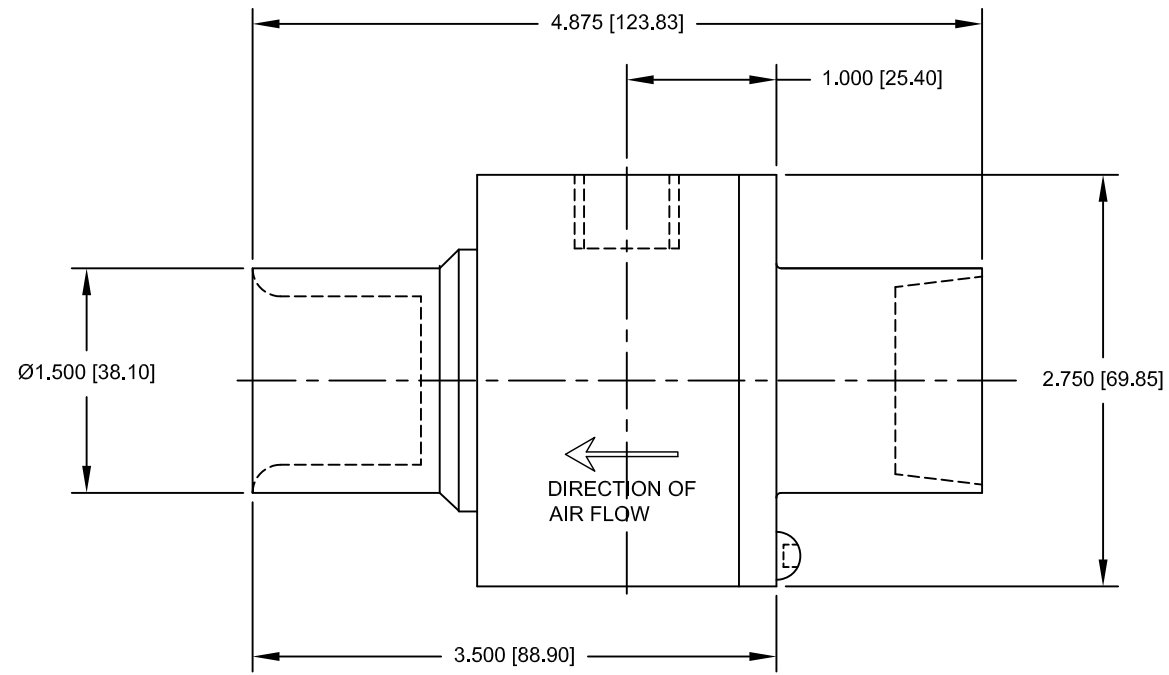 4.875 [123.83]
1.000 [25.40]
Ø1.500 [38.10]
2.750 [69.85]
DIRECTION OF
AIR FLOW
3.500 [88.90]